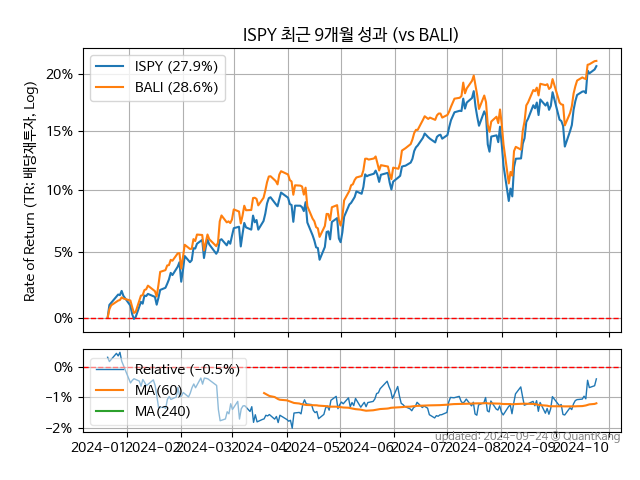 ISPY 최근 9개월 성과 (vs BALI)
Rate of Return (TR: 배당재투자, Log)
20%
15%
10%
5%
0%
ISPY (27.9%)
BALI (28.6%)
0%
−1%
−2%
Relative (−0.5%)
MA(60)
MA(240)
2024−01 2024−02 2024−03 2024−04 2024−05 2024−06 2024−07 2024−08 2024−09 2024−10
updated: 2024-09-24 © QuantKang